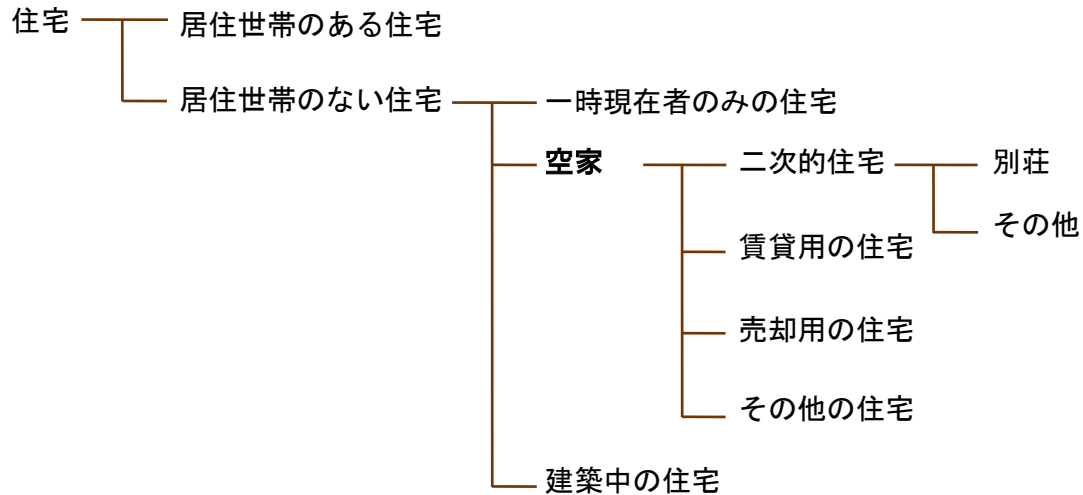 住宅
居住世帯のある住宅
居住世帯のない住宅
一時現在者のみの住宅
空家
二次的住宅
別荘
その他
賃貸用の住宅
売却用の住宅
その他の住宅
建築中の住宅